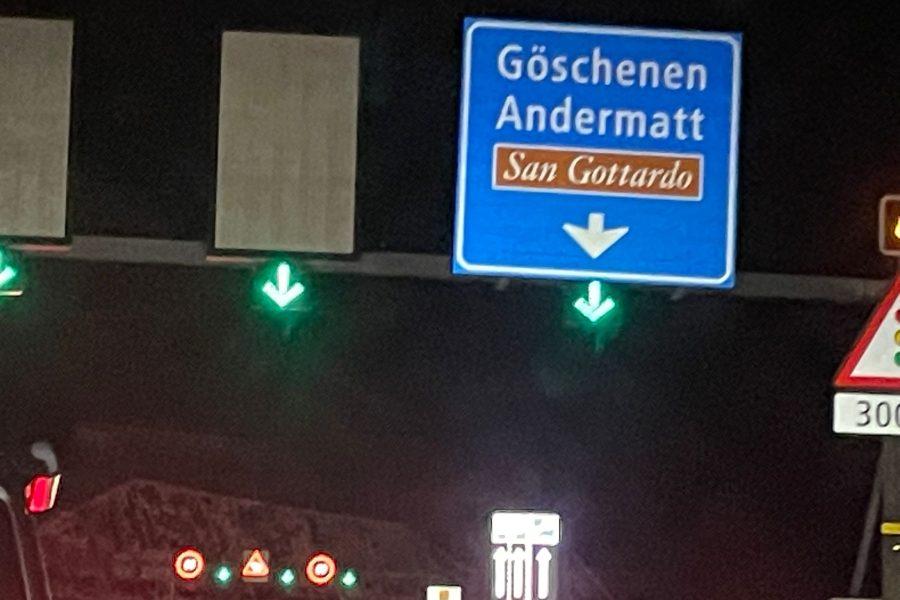 Göschenen
Andermatt
San Gottardo